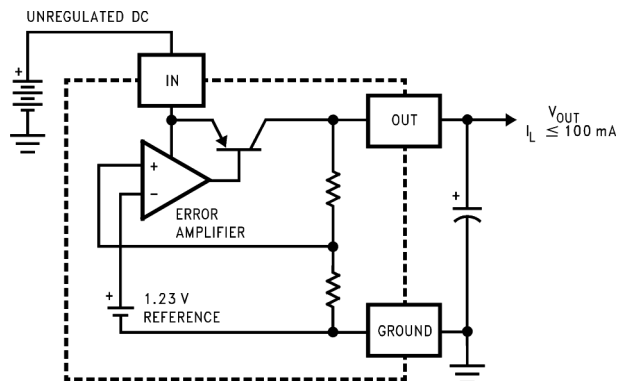 UNREGULATED DC
+
IN
OUT
V_OUT
I_L ≤ 100 mA
+
−
ERROR
AMPLIFIER
+
+
1.23 V
REFERENCE
GROUND